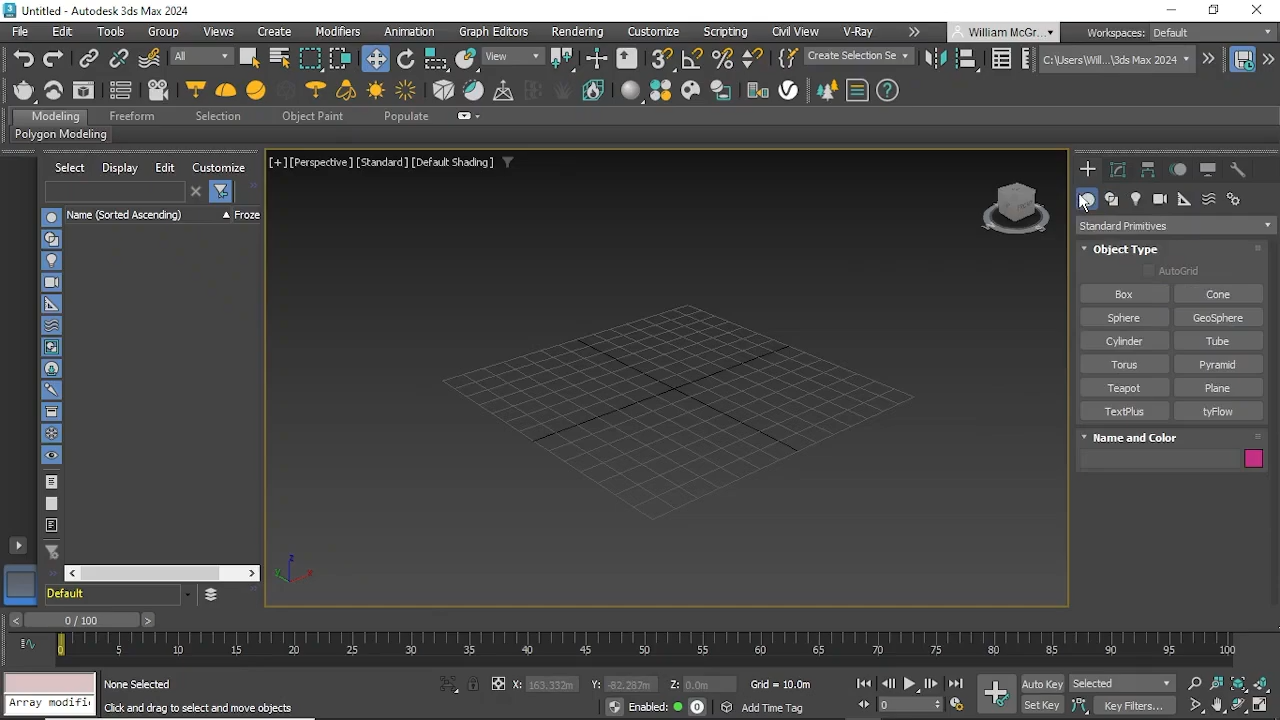 Untitled - Autodesk 3ds Max 2024
File Edit Tools Group Views Create Modifiers Animation Graph Editors Rendering Customize Scripting Civil View V-Ray William McGr... Workspaces: Default
All View Create Selection Se C:\Users\Will...\3ds Max 2024
Modeling Freeform Selection Object Paint Populate
Polygon Modeling
Select Display Edit Customize
[+] [Perspective] [Standard] [Default Shading]
Name (Sorted Ascending) Froze
Standard Primitives
Object Type
AutoGrid
Box Cone
Sphere GeoSphere
Cylinder Tube
Torus Pyramid
Teapot Plane
TextPlus tyFlow
Name and Color
z
y x
Default
0 / 100
0 5 10 15 20 25 30 35 40 45 50 55 60 65 70 75 80 85 90 95 100
None Selected X: 163.332m Y: -82.287m Z: 0.0m Grid = 10.0m Auto Key Selected
Array modifi Click and drag to select and move objects Enabled: 0 Add Time Tag 0 Set Key Key Filters...